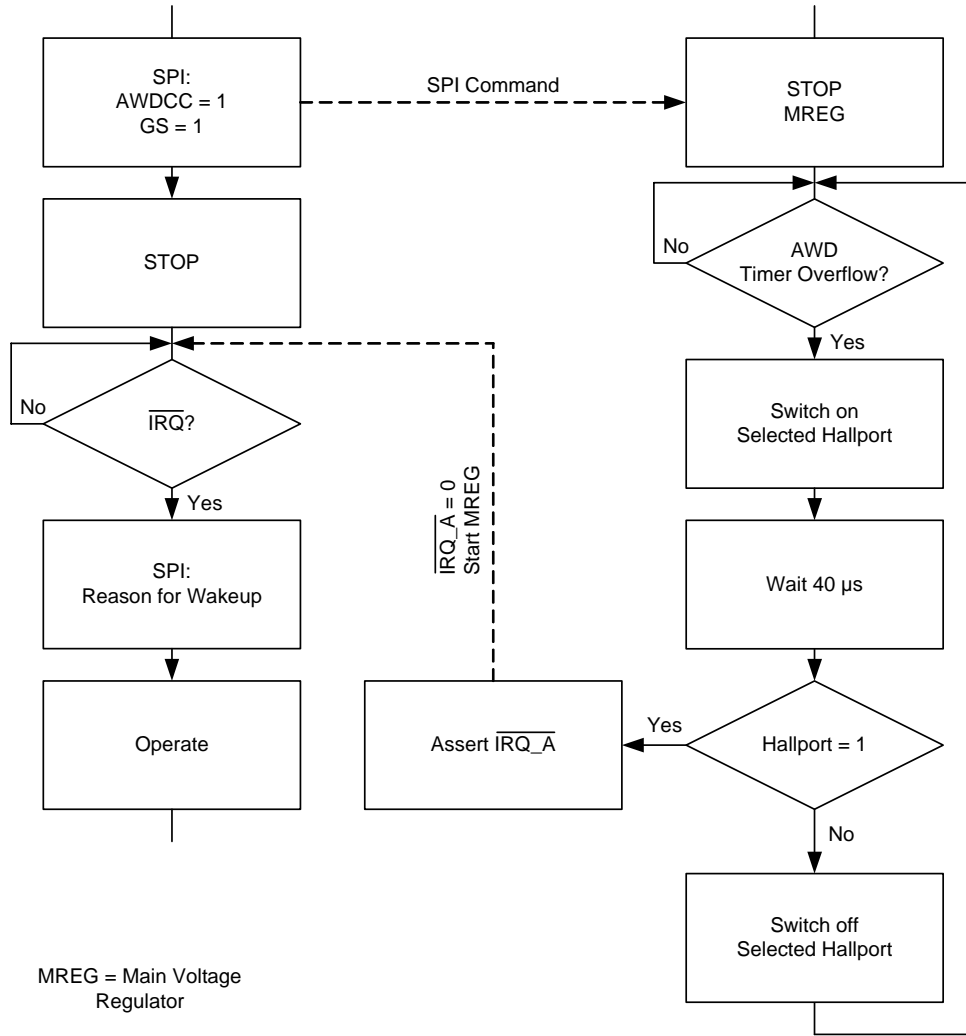 SPI:
AWDCC = 1
GS = 1
SPI Command
STOP
MREG
STOP
No
AWD
Timer Overflow?
Yes
No
IRQ?
Yes
Switch on
Selected Hallport
SPI:
Reason for Wakeup
IRQ_A = 0
Start MREG
Wait 40 µs
Operate
Assert IRQ_A
Yes
Hallport = 1
No
Switch off
Selected Hallport
MREG = Main Voltage
Regulator